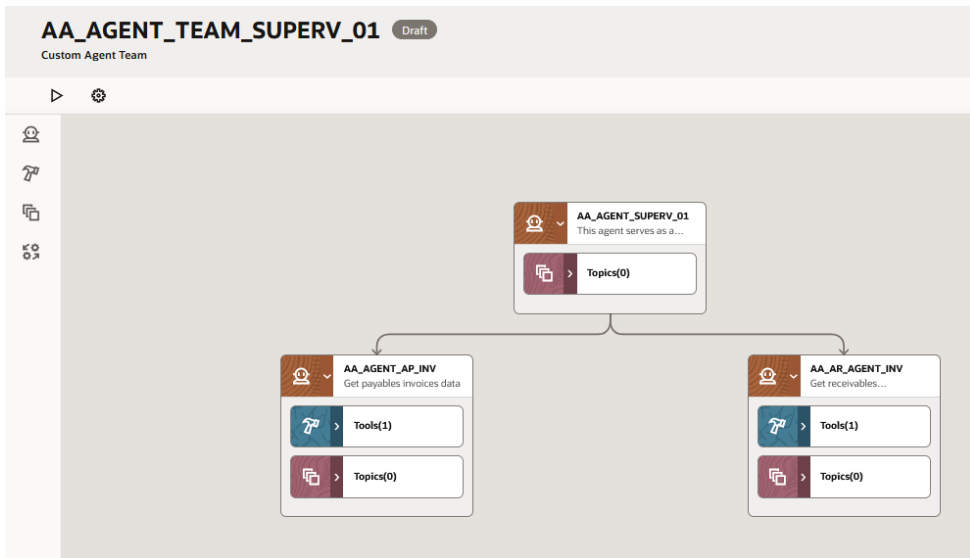 AA_AGENT_TEAM_SUPERV_01 Draft
Custom Agent Team
AA_AGENT_SUPERV_01
This agent serves as a...
Topics(0)
AA_AGENT_AP_INV
Get payables invoices data
Tools(1)
Topics(0)
AA_AR_AGENT_INV
Get receivables...
Tools(1)
Topics(0)